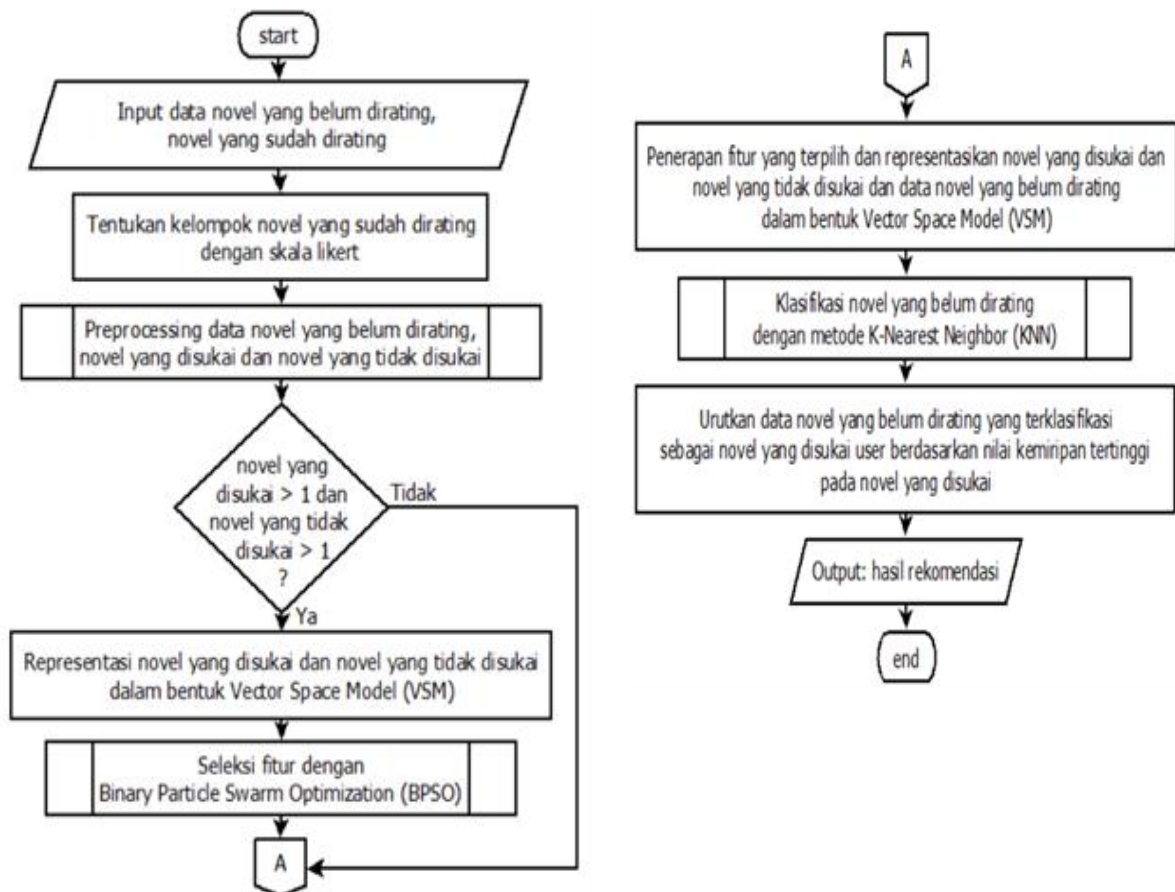 start
Input data novel yang belum dirating,
novel yang sudah dirating
Tentukan kelompok novel yang sudah dirating
dengan skala likert
Preprocessing data novel yang belum dirating,
novel yang disukai dan novel yang tidak disukai
novel yang
disukai > 1 dan
novel yang tidak
disukai > 1
?
Tidak
Ya
Representasi novel yang disukai dan novel yang tidak disukai
dalam bentuk Vector Space Model (VSM)
Seleksi fitur dengan
Binary Particle Swarm Optimization (BPSO)
A
A
Penerapan fitur yang terpilih dan representasikan novel yang disukai dan
novel yang tidak disukai dan data novel yang belum dirating
dalam bentuk Vector Space Model (VSM)
Klasifikasi novel yang belum dirating
dengan metode K-Nearest Neighbor (KNN)
Urutkan data novel yang belum dirating yang terklasifikasi
sebagai novel yang disukai user berdasarkan nilai kemiripan tertinggi
pada novel yang disukai
Output: hasil rekomendasi
end